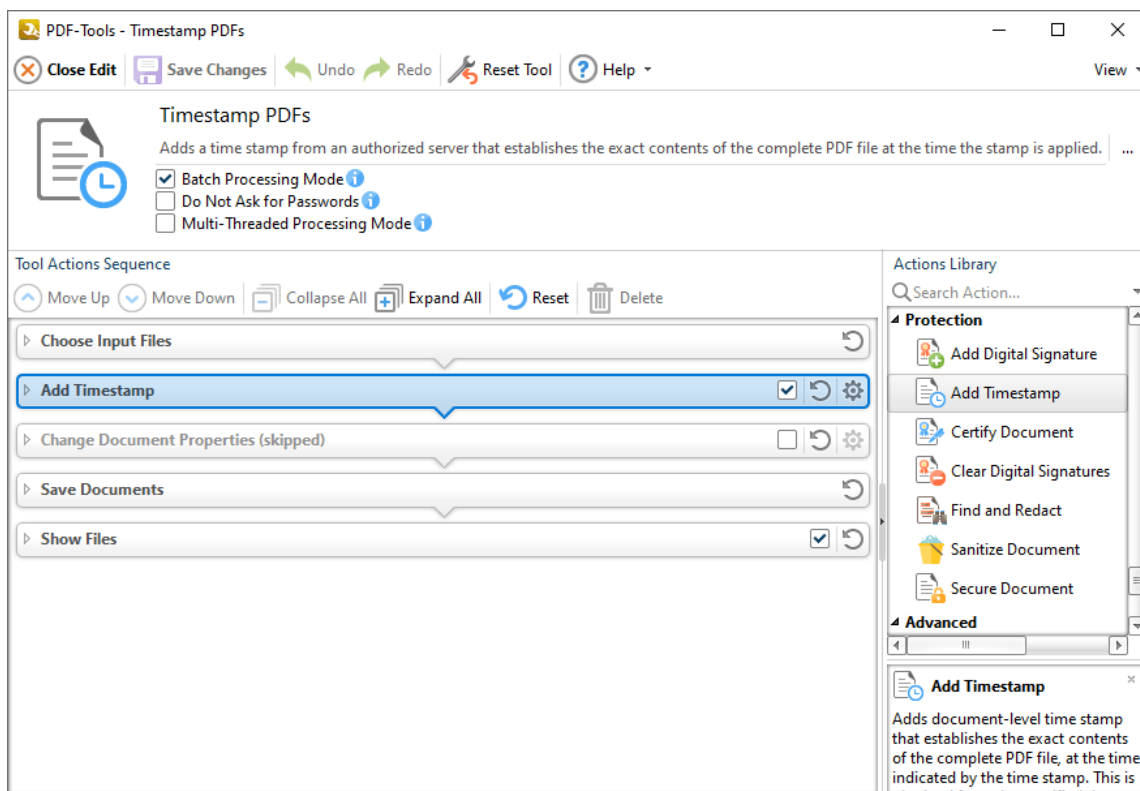 PDF-Tools - Timestamp PDFs
Close Edit Save Changes Undo Redo Reset Tool Help View
Timestamp PDFs
Adds a time stamp from an authorized server that establishes the exact contents of the complete PDF file at the time the stamp is applied. ...
Batch Processing Mode
Do Not Ask for Passwords
Multi-Threaded Processing Mode
Tool Actions Sequence
Move Up Move Down Collapse All Expand All Reset Delete
Choose Input Files
Add Timestamp
Change Document Properties (skipped)
Save Documents
Show Files
Actions Library
Search Action...
Protection
Add Digital Signature
Add Timestamp
Certify Document
Clear Digital Signatures
Find and Redact
Sanitize Document
Secure Document
Advanced
Add Timestamp
Adds document-level time stamp
that establishes the exact contents
of the complete PDF file, at the time
indicated by the time stamp. This is